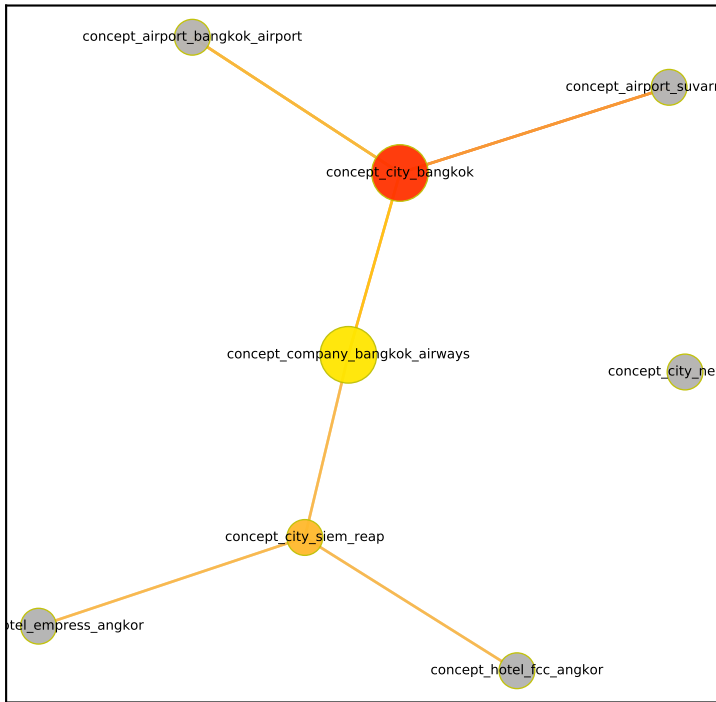 concept_airport_bangkok_airport
concept_airport_suvarn
concept_city_bangkok
concept_company_bangkok_airways
concept_city_ne
concept_city_siem_reap
otel_empress_angkor
concept_hotel_fcc_angkor